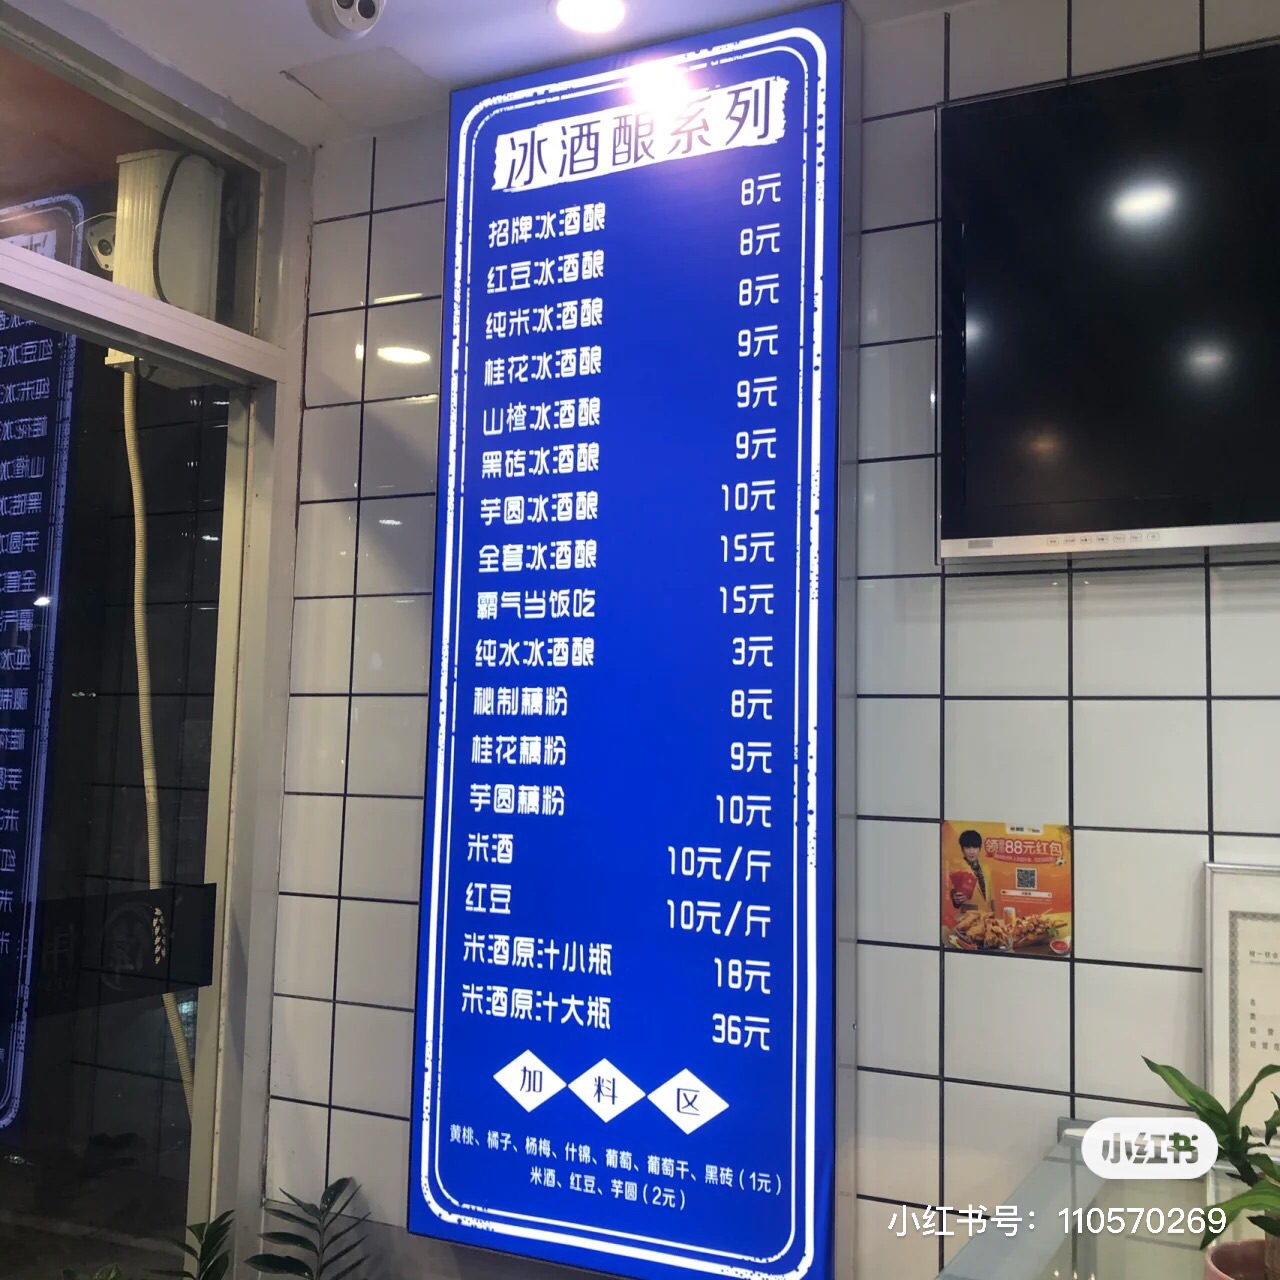 冰酒酿系列
招牌冰酒酿 8元
红豆冰酒酿 8元
纯米冰酒酿 8元
桂花冰酒酿 9元
山楂冰酒酿 9元
黑砖冰酒酿 9元
芋圆冰酒酿 10元
全套冰酒酿 15元
霸气当饭吃 15元
纯水冰酒酿 3元
秘制藕粉 8元
桂花藕粉 9元
芋圆藕粉 10元
米酒 10元/斤
红豆 10元/斤
米酒原汁小瓶 18元
米酒原汁大瓶 36元
加料区
黄桃、橘子、杨梅、什锦、葡萄、葡萄干、黑砖(1元)
米酒、红豆、芋圆(2元)
领 88元红包
小红书
小红书号：110570269